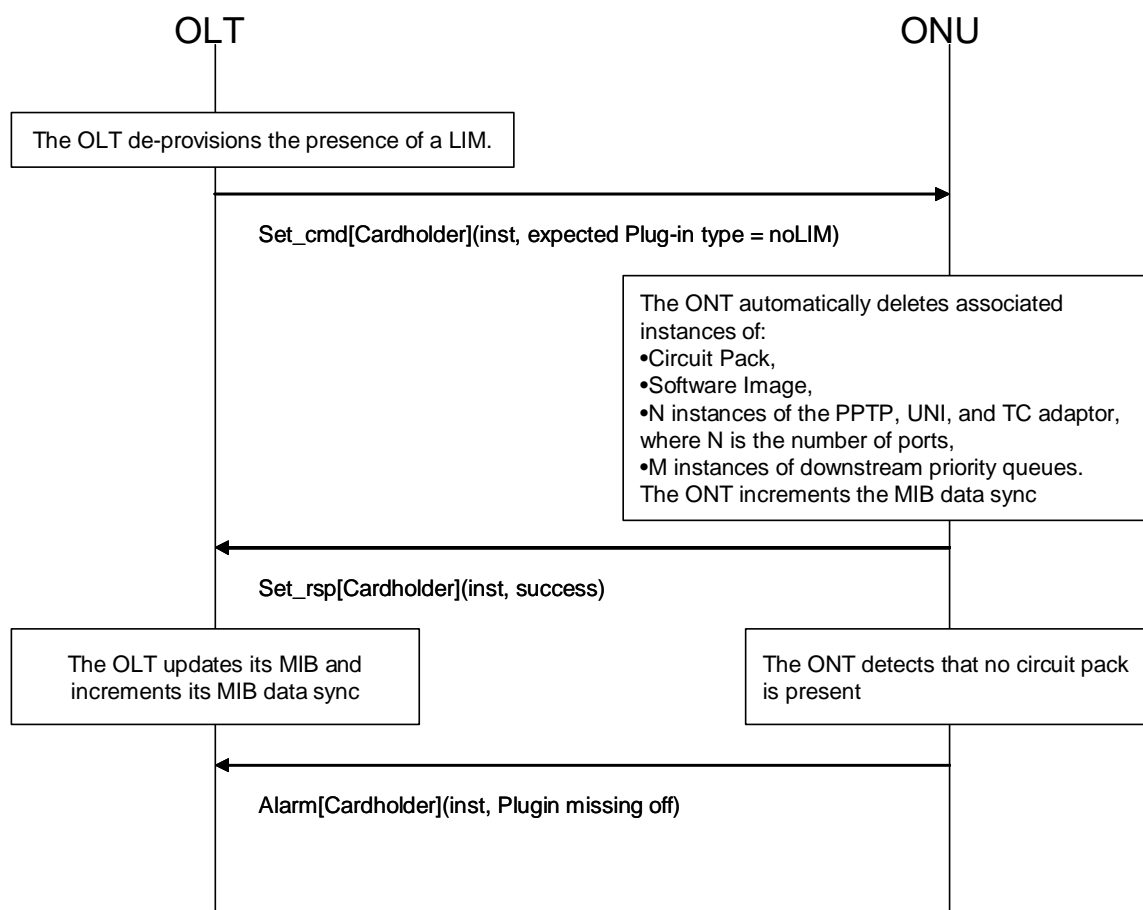 OLT
ONU
The OLT de-provisions the presence of a LIM.
Set_cmd[Cardholder](inst, expected Plug-in type = noLIM)
The ONT automatically deletes associated
instances of:
•Circuit Pack,
•Software Image,
•N instances of the PPTP, UNI, and TC adaptor,
where N is the number of ports,
•M instances of downstream priority queues.
The ONT increments the MIB data sync
Set_rsp[Cardholder](inst, success)
The OLT updates its MIB and
increments its MIB data sync
The ONT detects that no circuit pack
is present
Alarm[Cardholder](inst, Plugin missing off)